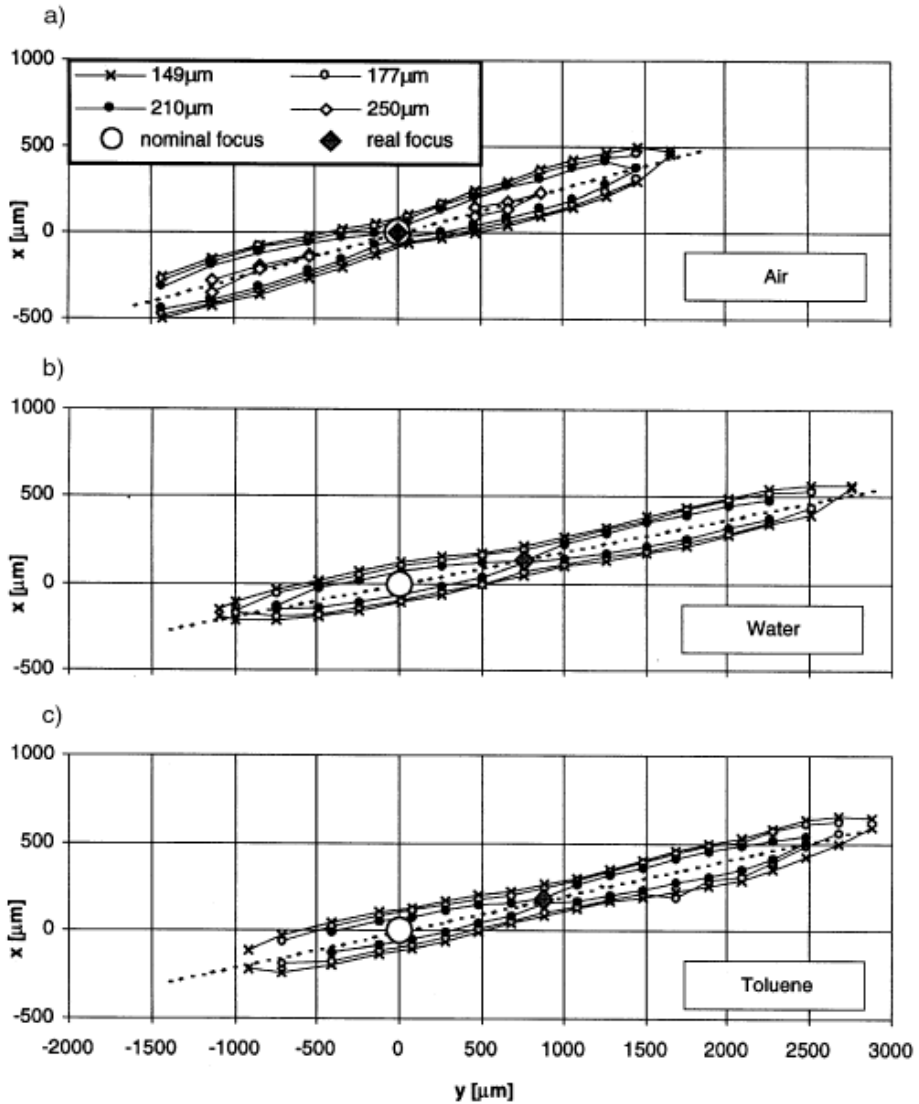 a)
1000
149μm 177μm
210μm 250μm
nominal focus real focus
500
x [μm]
0
Air
-500
b)
1000
500
x [μm]
0
Water
-500
c)
1000
500
x [μm]
0
Toluene
-500
-2000 -1500 -1000 -500 0 500 1000 1500 2000 2500 3000
y [μm]